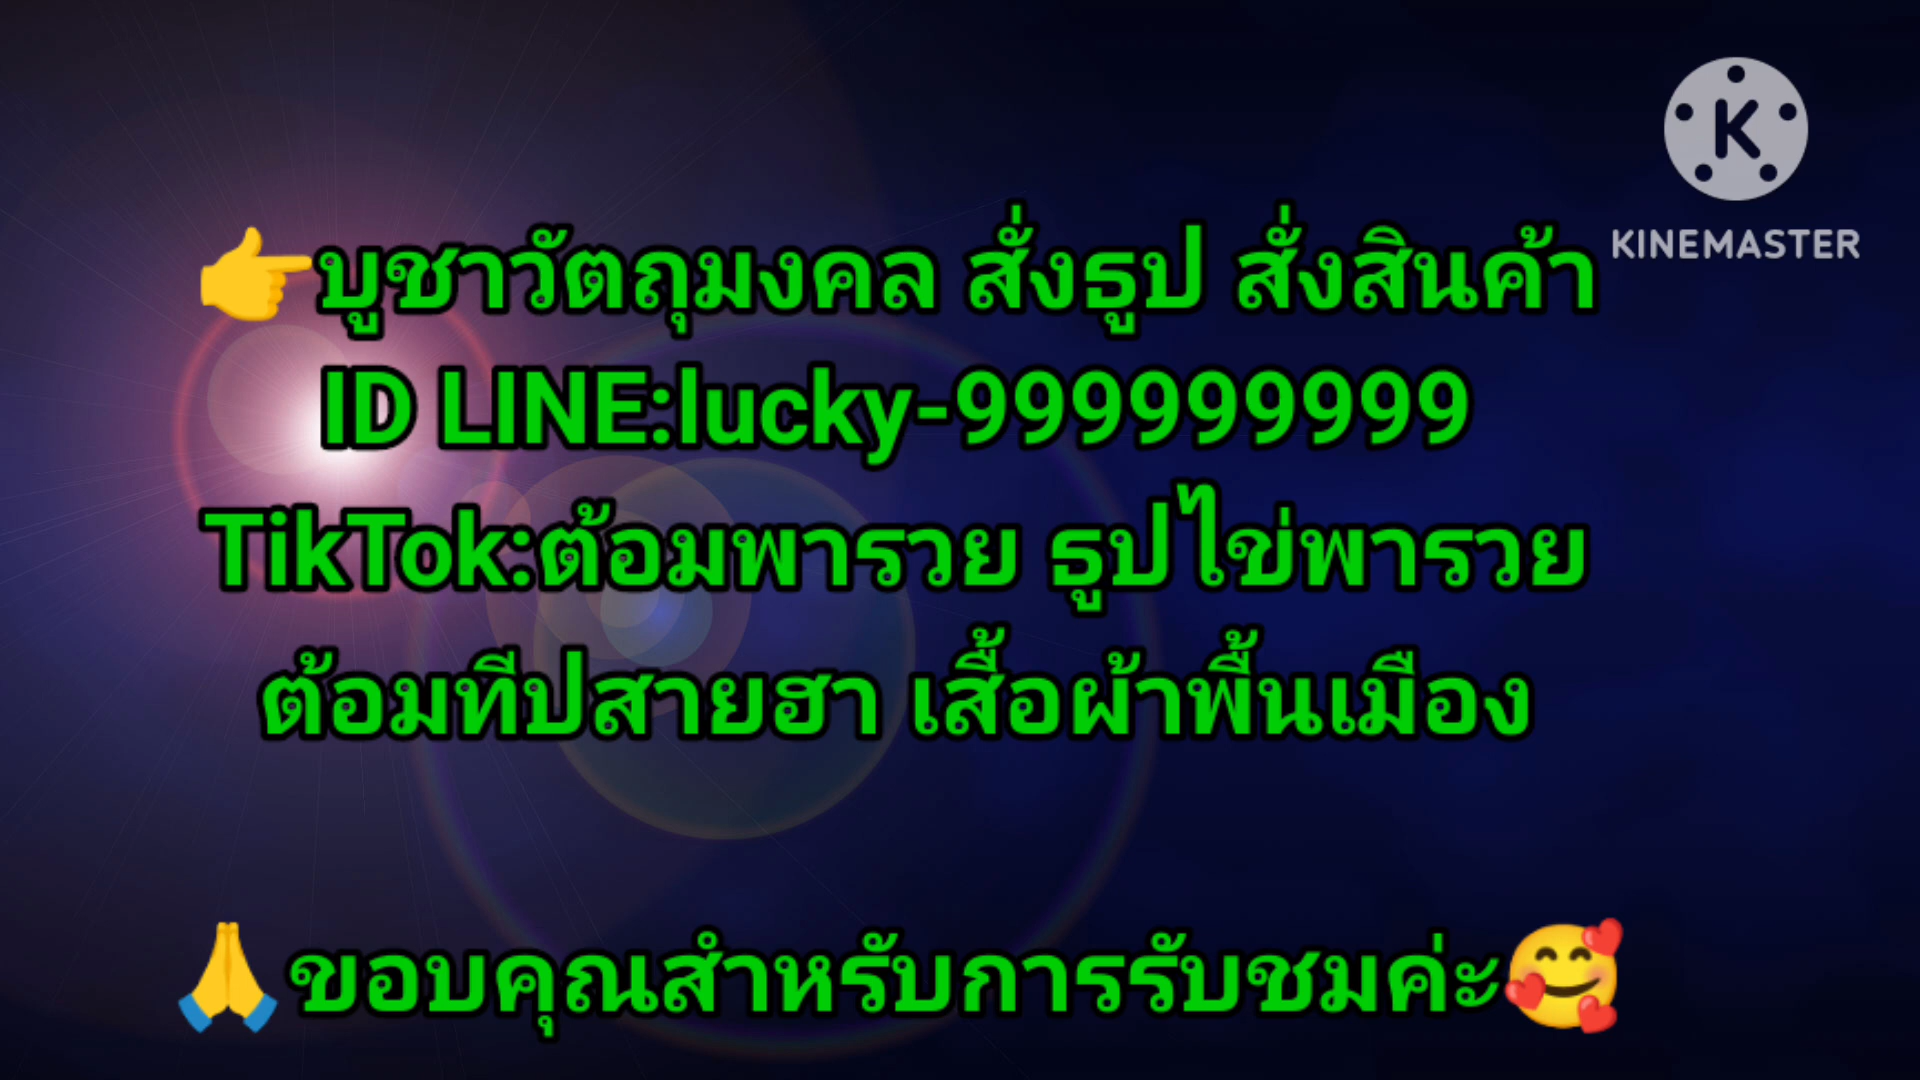 👉บูชาวัตถุมงคล สั่งธูป สั่งสินค้า
ID LINE:lucky-999999999
TikTok:ต้อมพารวย ธูปไข่พารวย
ต้อมทีปสายฮา เสื้อผ้าพื้นเมือง
🙏ขอบคุณสำหรับการรับชมค่ะ🥰
K
KINEMASTER